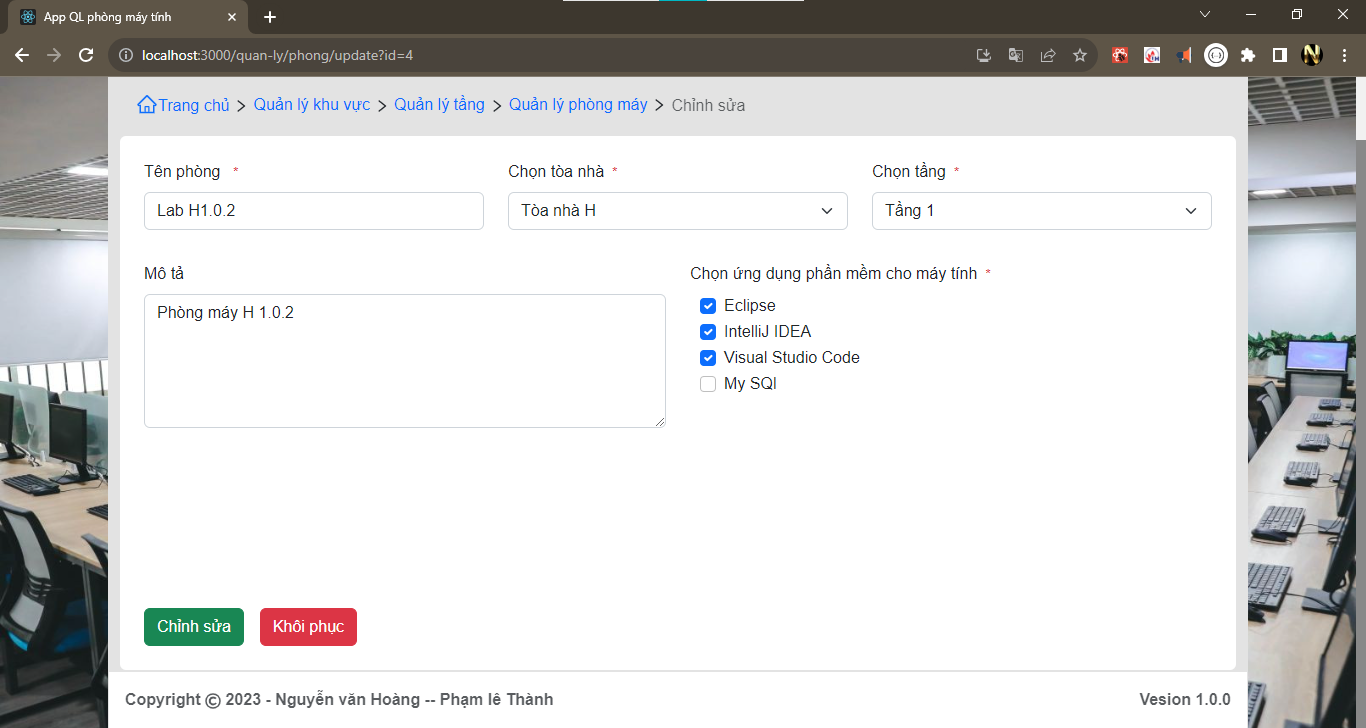 App QL phòng máy tính
localhost:3000/quan-ly/phong/update?id=4
Trang chủ > Quản lý khu vực > Quản lý tầng > Quản lý phòng máy > Chỉnh sửa
Tên phòng * Chọn tòa nhà * Chọn tầng *
Lab H1.0.2 Tòa nhà H Tầng 1
Mô tả Chọn ứng dụng phần mềm cho máy tính *
Phòng máy H 1.0.2
Eclipse
IntelliJ IDEA
Visual Studio Code
My SQl
Chỉnh sửa Khôi phục
Copyright © 2023 - Nguyễn văn Hoàng -- Phạm lê Thành Vesion 1.0.0